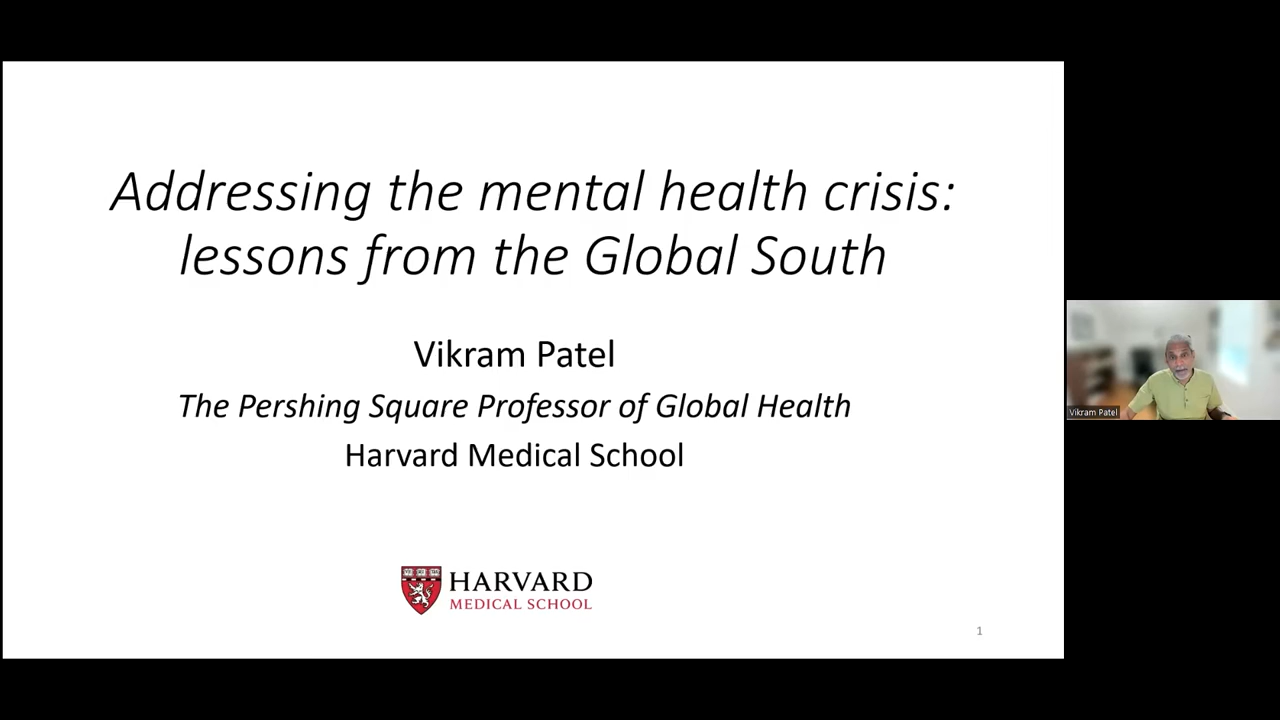 Addressing the mental health crisis:
lessons from the Global South
Vikram Patel
The Pershing Square Professor of Global Health
Harvard Medical School
HARVARD
MEDICAL SCHOOL
1
Vikram Patel